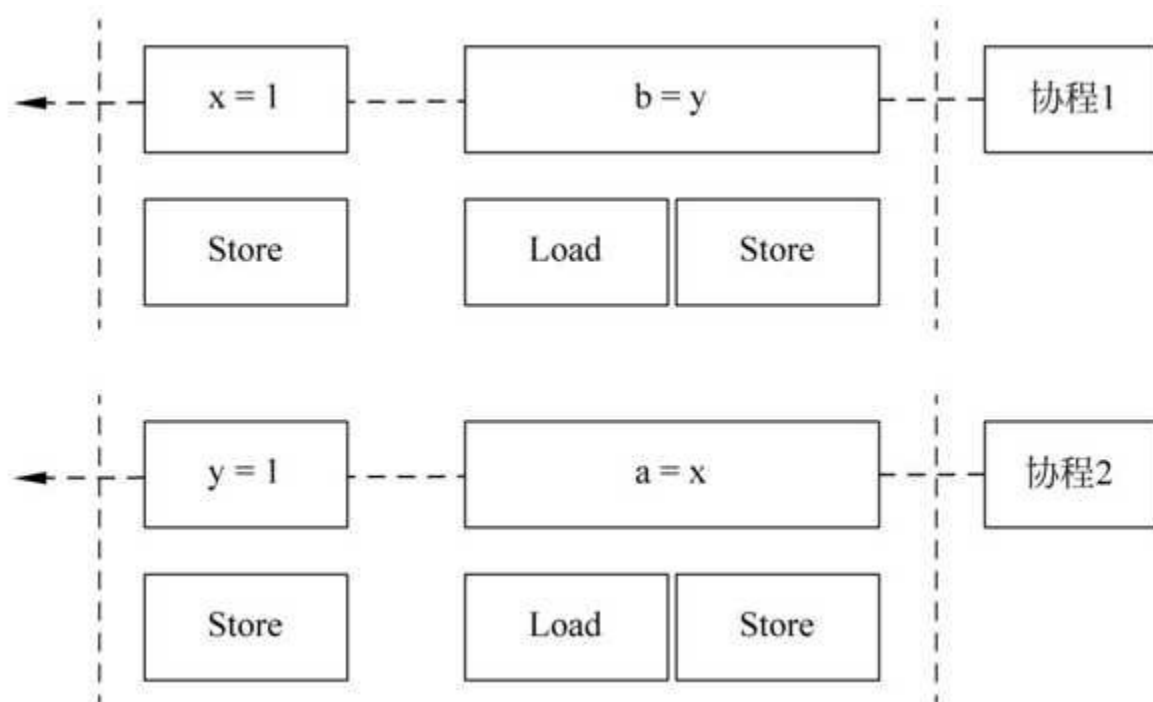 x = 1
b = y
协程1
Store
Load
Store
y = 1
a = x
协程2
Store
Load
Store